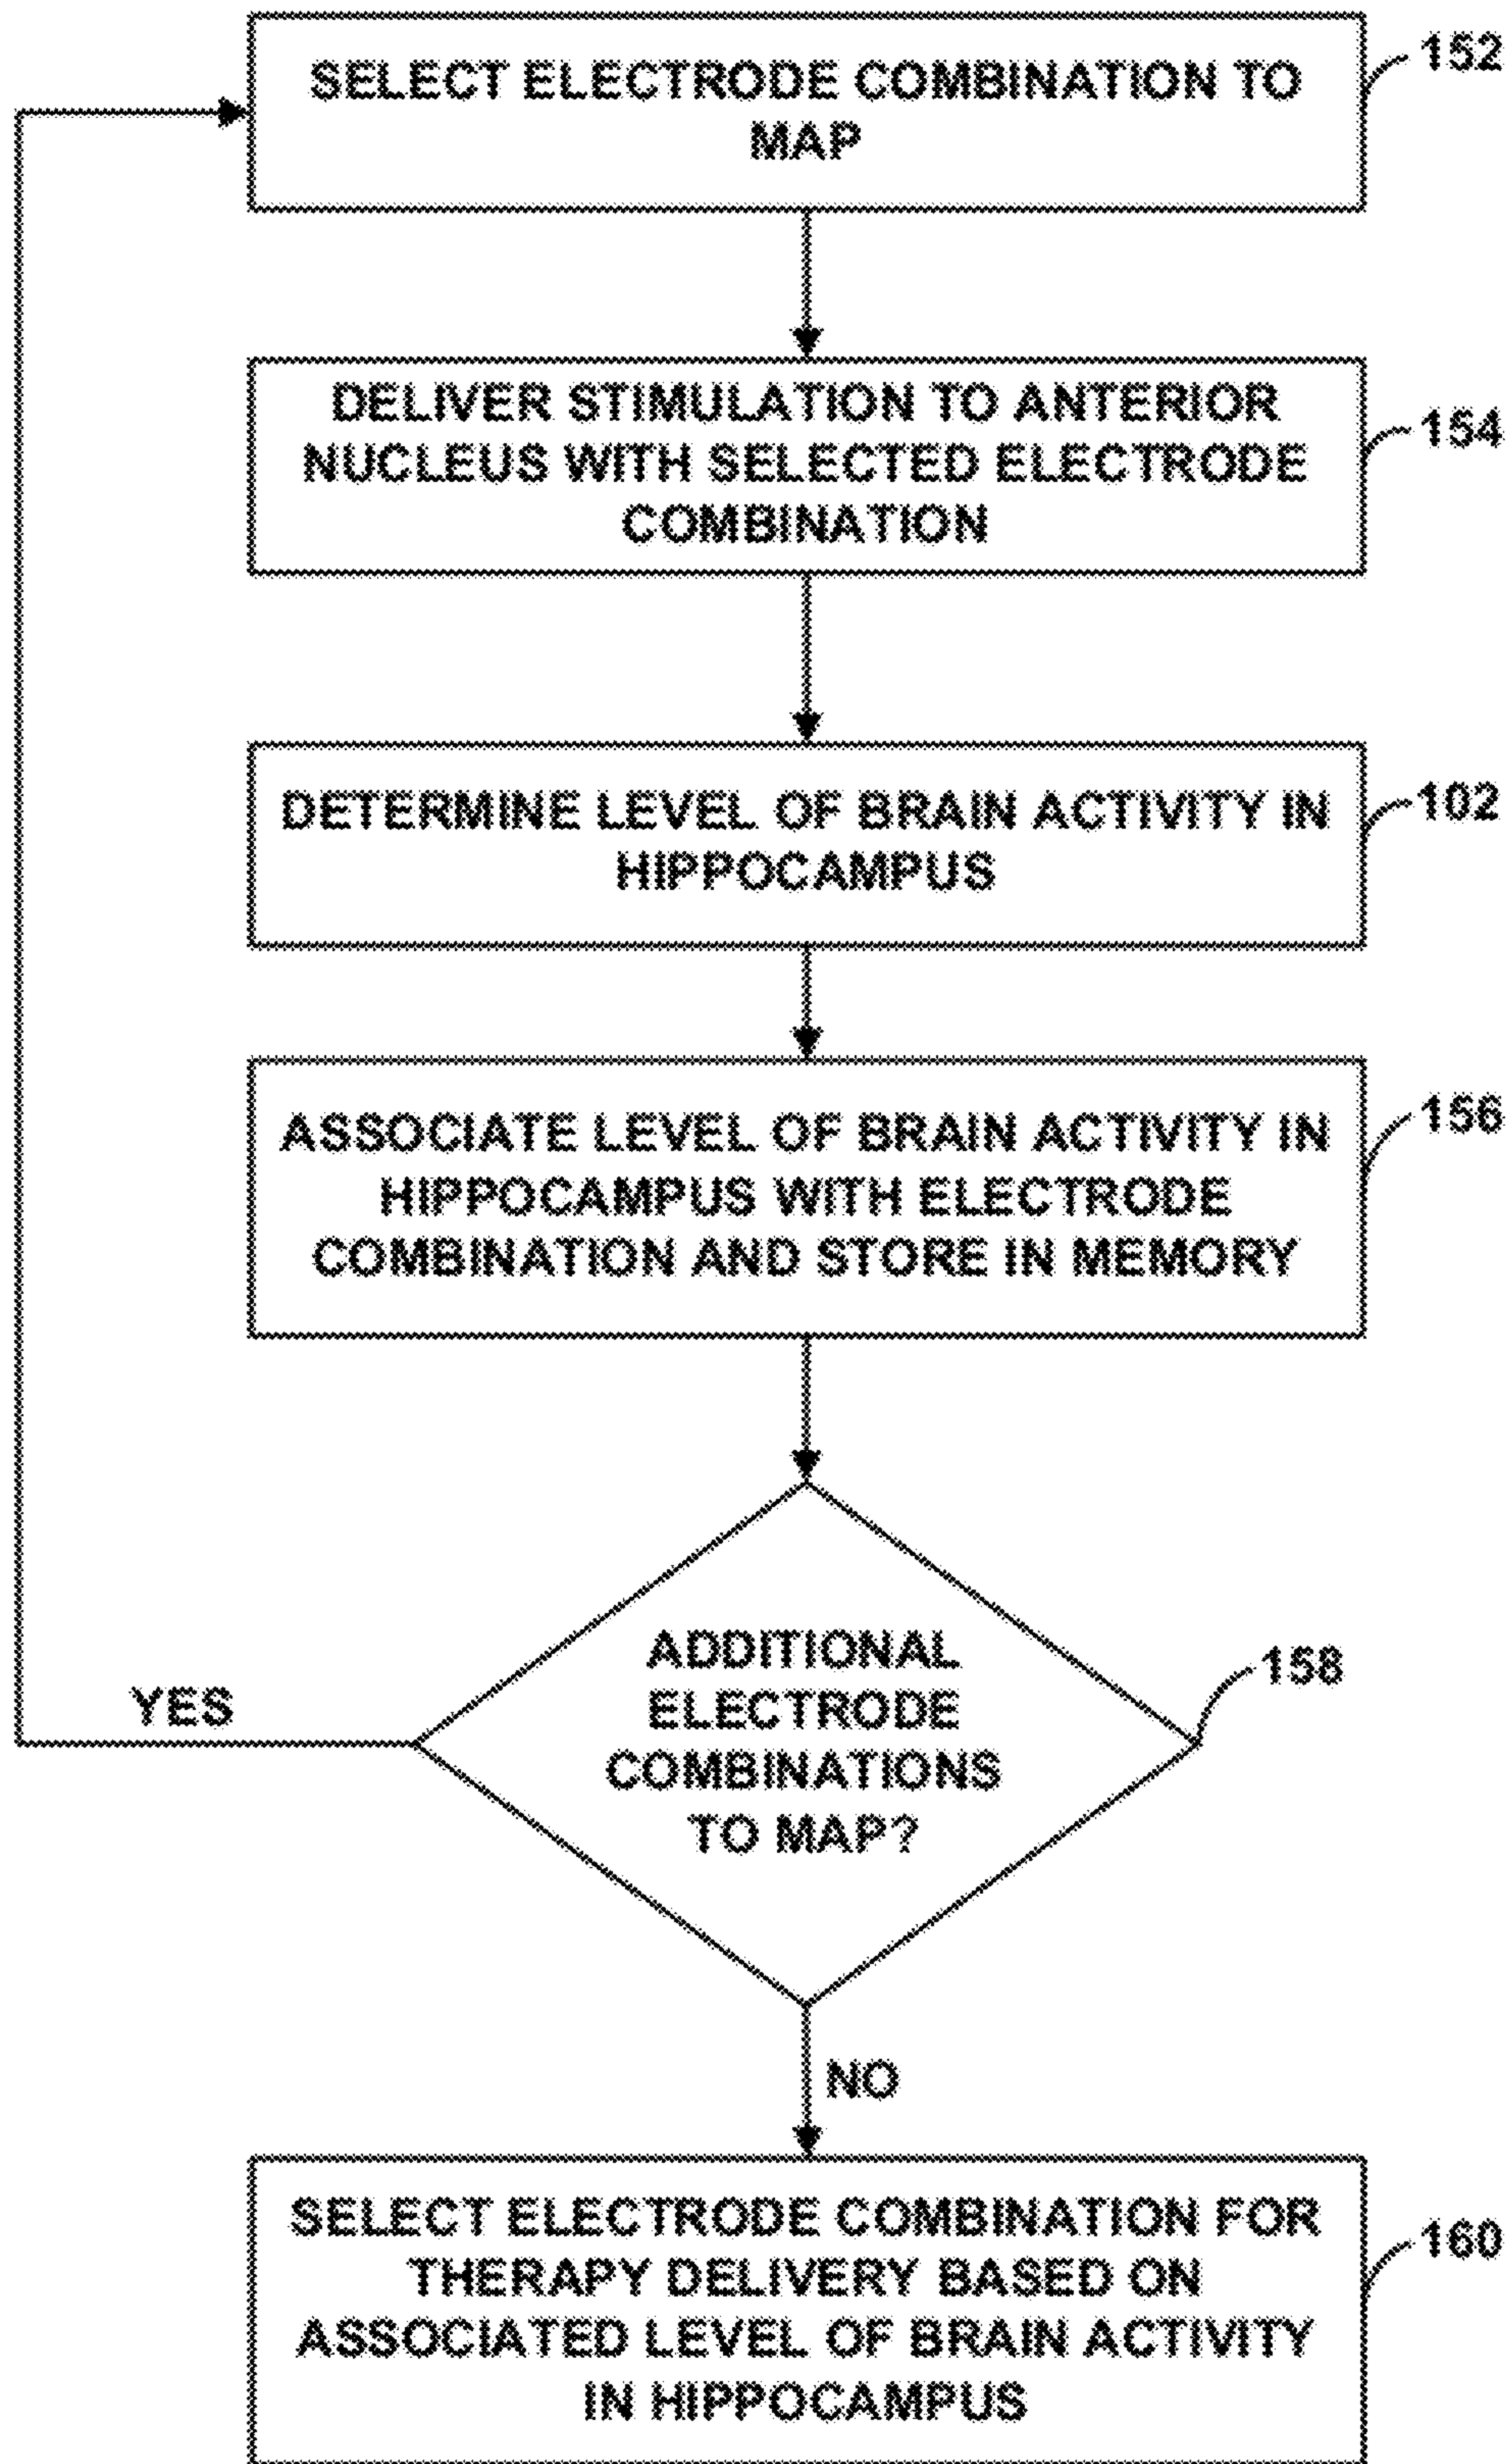 SELECT ELECTRODE COMBINATION TO
MAP
152
DELIVER STIMULATION TO ANTERIOR
NUCLEUS WITH SELECTED ELECTRODE
COMBINATION
154
DETERMINE LEVEL OF BRAIN ACTIVITY IN
HIPPOCAMPUS
102
ASSOCIATE LEVEL OF BRAIN ACTIVITY IN
HIPPOCAMPUS WITH ELECTRODE
COMBINATION AND STORE IN MEMORY
156
ADDITIONAL
ELECTRODE
COMBINATIONS
TO MAP?
158
YES
NO
SELECT ELECTRODE COMBINATION FOR
THERAPY DELIVERY BASED ON
ASSOCIATED LEVEL OF BRAIN ACTIVITY
IN HIPPOCAMPUS
160